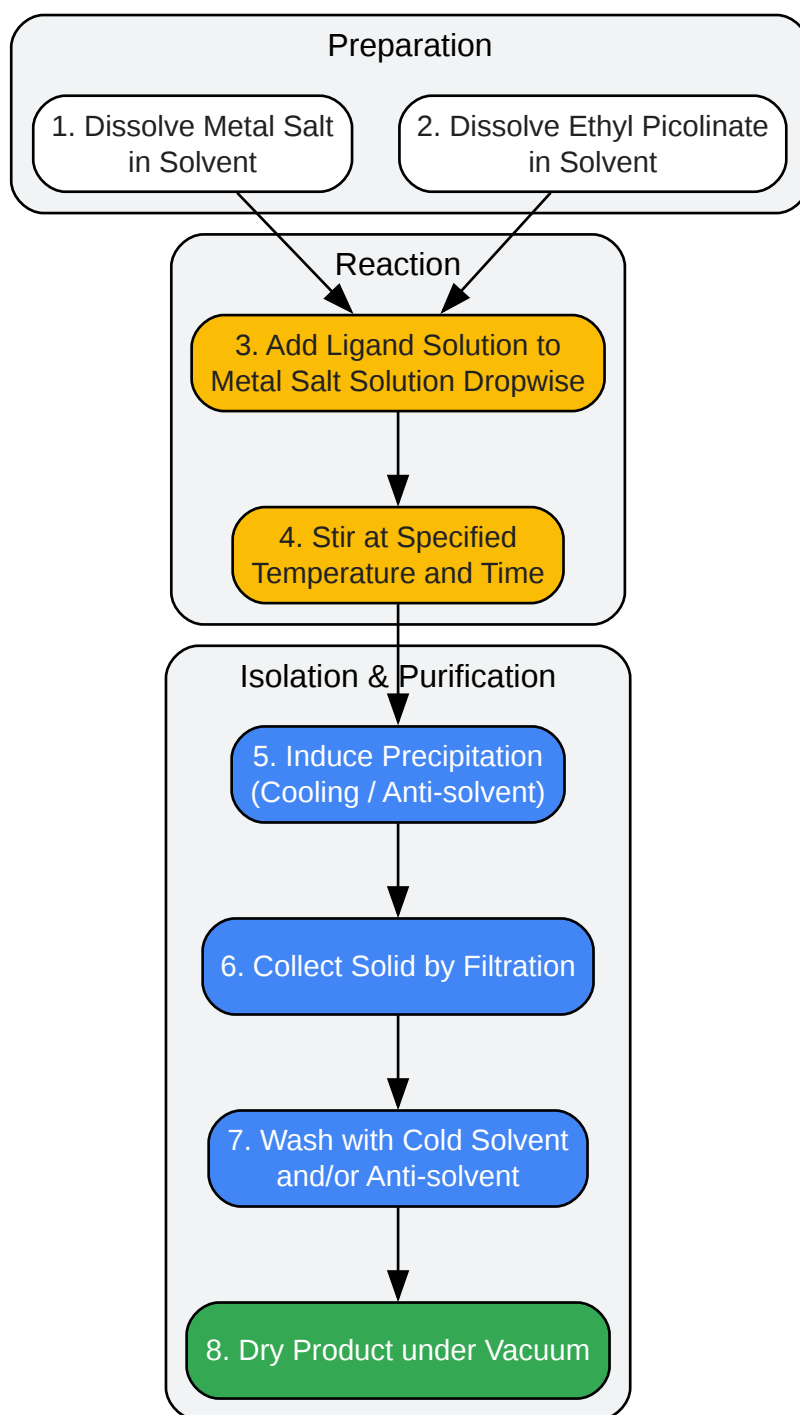 Preparation
1. Dissolve Metal Salt
in Solvent
2. Dissolve Ethyl Picolinate
in Solvent
Reaction
3. Add Ligand Solution to
Metal Salt Solution Dropwise
4. Stir at Specified
Temperature and Time
Isolation & Purification
5. Induce Precipitation
(Cooling / Anti-solvent)
6. Collect Solid by Filtration
7. Wash with Cold Solvent
and/or Anti-solvent
8. Dry Product under Vacuum